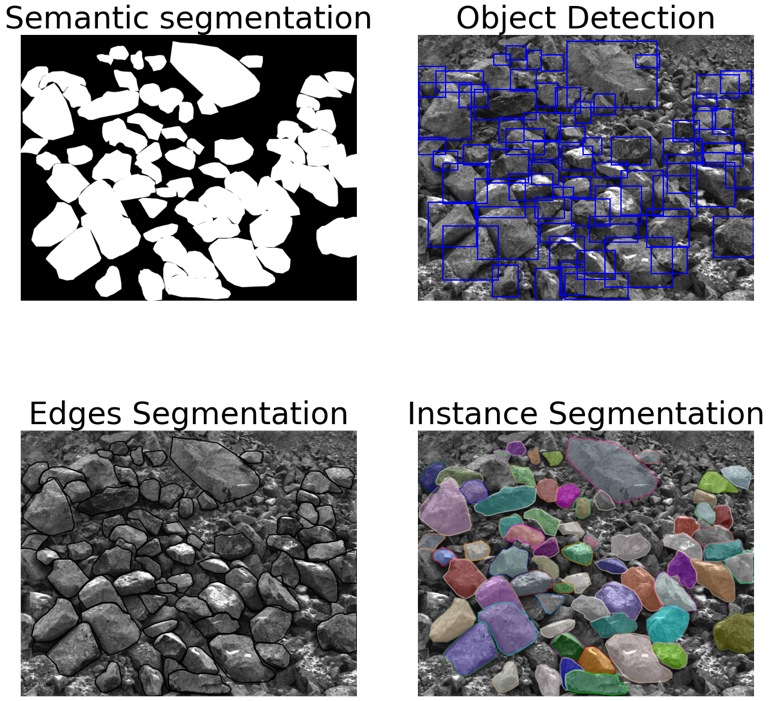 Semantic segmentation
Object Detection
Edges Segmentation
Instance Segmentation